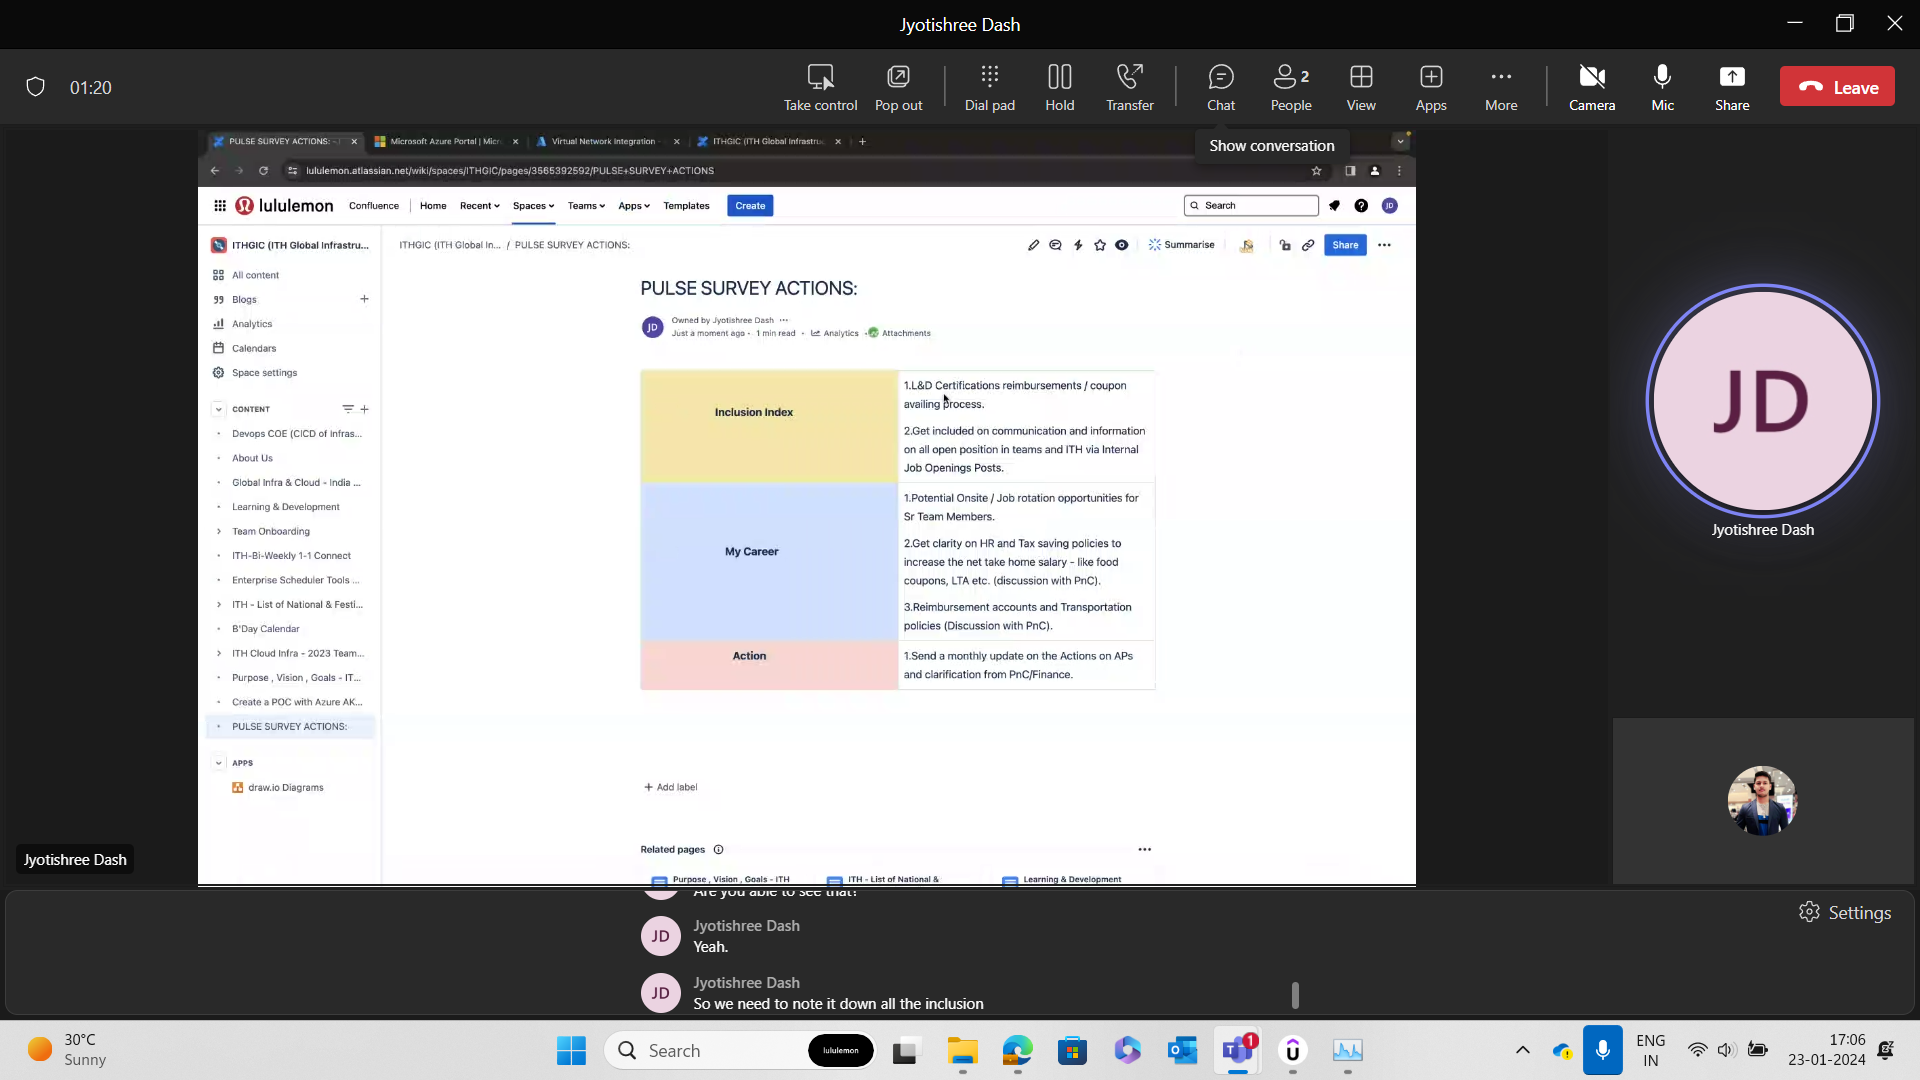 Jyotishree Dash
01:20
Take control
Pop out
Dial pad
Hold
Transfer
Chat
2
People
View
Apps
More
Camera
Mic
Share
Leave
Show conversation
PULSE SURVEY ACTIONS: -
Microsoft Azure Portal | Micr
Virtual Network Integration -
ITHGIC (ITH Global Infrastruc
lululemon.atlassian.net/wiki/spaces/ITHGIC/pages/3565392592/PULSE+SURVEY+ACTIONS
lululemon
Confluence
Home
Recent
Spaces
Teams
Apps
Templates
Create
Search
JD
ITHGIC (ITH Global Infrastru...
All content
Blogs
Analytics
Calendars
Space settings
CONTENT
Devops COE (CICD of Infras...
About Us
Global Infra & Cloud - India ...
Learning & Development
Team Onboarding
ITH-Bi-Weekly 1-1 Connect
Enterprise Scheduler Tools ...
ITH - List of National & Festi...
B'Day Calendar
ITH Cloud Infra - 2023 Team...
Purpose , Vision , Goals - IT...
Create a POC with Azure AK...
PULSE SURVEY ACTIONS:
APPS
draw.io Diagrams
ITHGIC (ITH Global In... / PULSE SURVEY ACTIONS:
Summarise
Share
PULSE SURVEY ACTIONS:
JD
Owned by Jyotishree Dash
Just a moment ago • 1 min read • Analytics • Attachments
Inclusion Index
1.L&D Certifications reimbursements / coupon
availing process.
2.Get included on communication and information
on all open position in teams and ITH via Internal
Job Openings Posts.
My Career
1.Potential Onsite / Job rotation opportunities for
Sr Team Members.
2.Get clarity on HR and Tax saving policies to
increase the net take home salary - like food
coupons, LTA etc. (discussion with PnC).
3.Reimbursement accounts and Transportation
policies (Discussion with PnC).
Action
1.Send a monthly update on the Actions on APs
and clarification from PnC/Finance.
+ Add label
Related pages
Purpose , Vision , Goals - ITH
ITH - List of National &
Learning & Development
JD
Jyotishree Dash
Jyotishree Dash
Are you able to see that?
JD
Jyotishree Dash
Yeah.
JD
Jyotishree Dash
So we need to note it down all the inclusion
Settings
30°C
Sunny
Search
lululemon
1
ENG
IN
17:06
23-01-2024